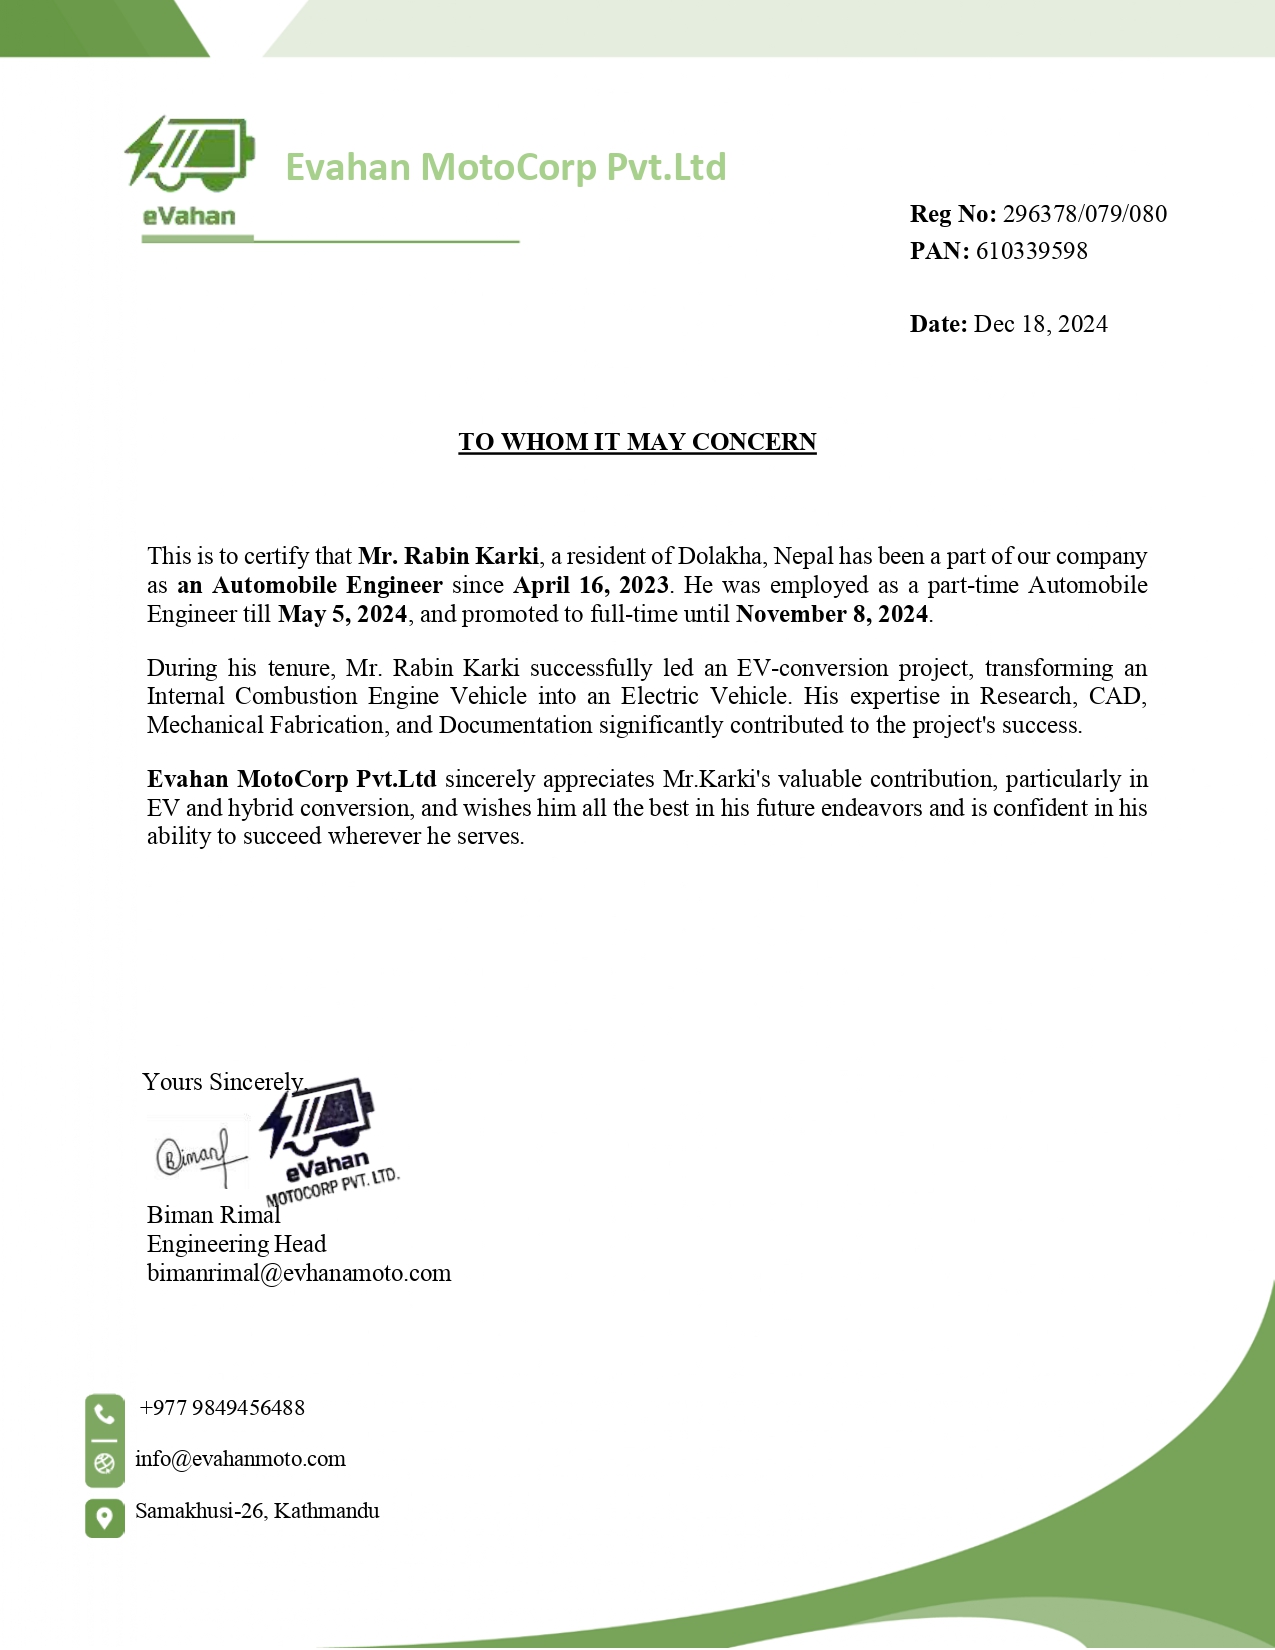 eVahan
Evahan MotoCorp Pvt.Ltd
Reg No: 296378/079/080
PAN: 610339598
Date: Dec 18, 2024
TO WHOM IT MAY CONCERN
This is to certify that Mr. Rabin Karki, a resident of Dolakha, Nepal has been a part of our company
as an Automobile Engineer since April 16, 2023. He was employed as a part-time Automobile
Engineer till May 5, 2024, and promoted to full-time until November 8, 2024.
During his tenure, Mr. Rabin Karki successfully led an EV-conversion project, transforming an
Internal Combustion Engine Vehicle into an Electric Vehicle. His expertise in Research, CAD,
Mechanical Fabrication, and Documentation significantly contributed to the project's success.
Evahan MotoCorp Pvt.Ltd sincerely appreciates Mr.Karki's valuable contribution, particularly in
EV and hybrid conversion, and wishes him all the best in his future endeavors and is confident in his
ability to succeed wherever he serves.
Yours Sincerely,
Biman
eVahan
MOTOCORP PVT. LTD.
Biman Rimal
Engineering Head
bimanrimal@evhanamoto.com
+977 9849456488
info@evahanmoto.com
Samakhusi-26, Kathmandu